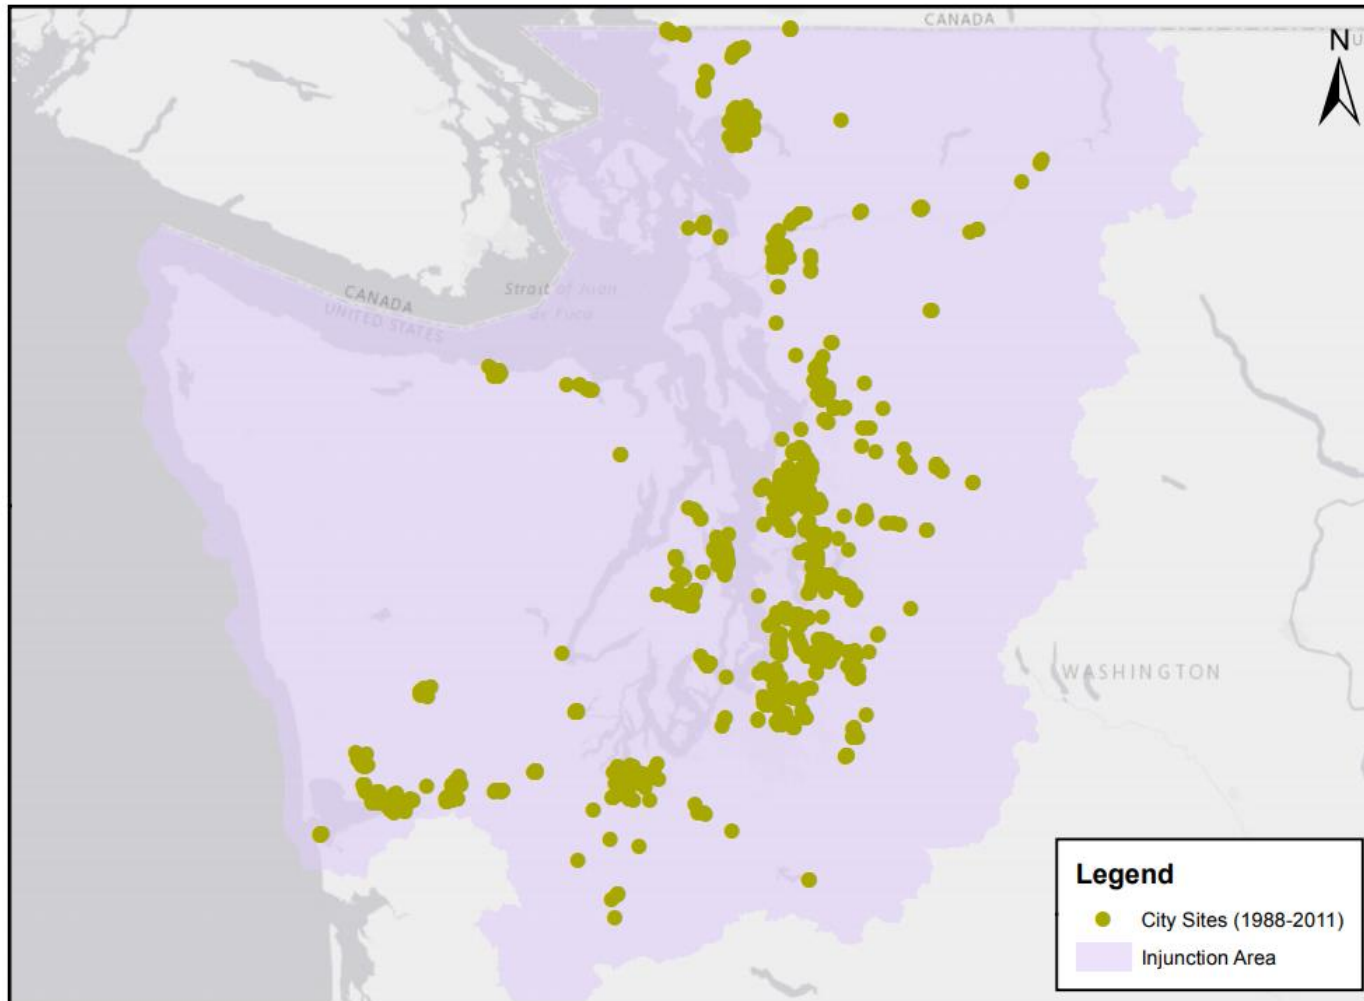 CANADA
N
U
CANADA
UNITED STATES
Strait of Juan
de Fuca
WASHINGTON
Legend
City Sites (1988-2011)
Injunction Area